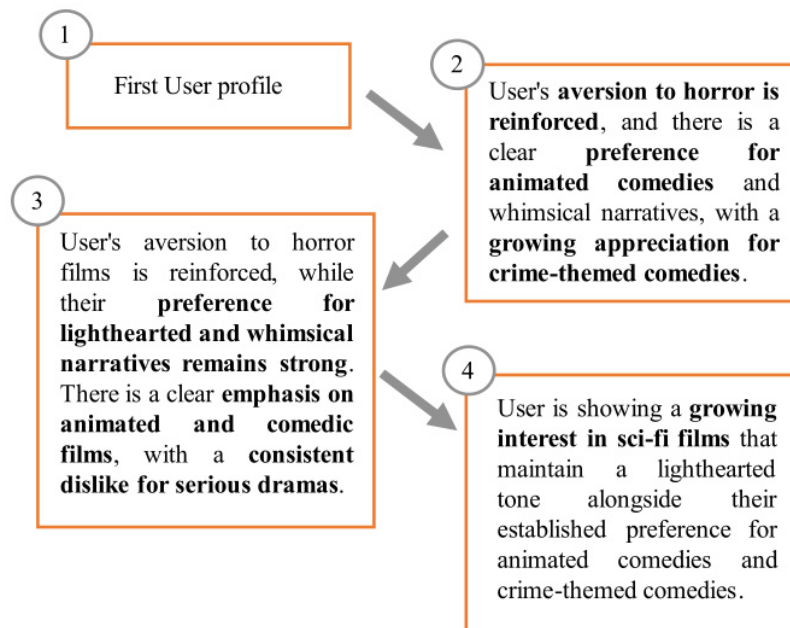 1
First User profile
2
User's aversion to horror is
reinforced, and there is a
clear preference for
animated comedies and
whimsical narratives, with a
growing appreciation for
crime-themed comedies.
3
User's aversion to horror
films is reinforced, while
their preference for
lighthearted and whimsical
narratives remains strong.
There is a clear emphasis on
animated and comedic
films, with a consistent
dislike for serious dramas.
4
User is showing a growing
interest in sci-fi films that
maintain a lighthearted
tone alongside their
established preference for
animated comedies and
crime-themed comedies.